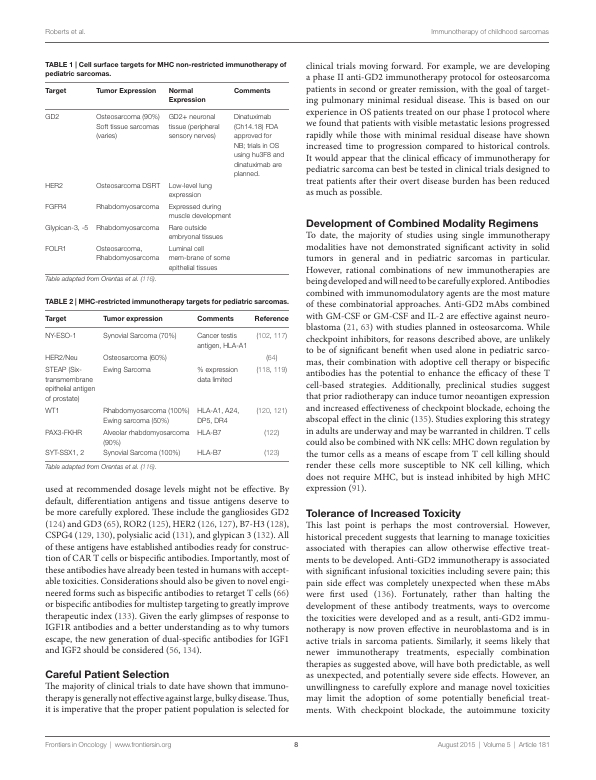 Roberts et al.
Immunotherapy of childhood sarcomas
TABLE 1 | Cell surface targets for MHC non-restricted immunotherapy of
pediatric sarcomas.
Target Tumor Expression Normal Expression Comments
GD2 Osteosarcoma (90%) GD2+ neuronal Dinatuximab
Soft tissue sarcomas tissue (peripheral (Ch14.18) FDA
(varies) sensory nerves) approved for
NB; trials in OS
using hu3F8 and
dinatuximab are
planned.
HER2 Osteosarcoma DSRT Low-level lung
expression
FGFR4 Rhabdomyosarcoma Expressed during
muscle development
Glypican-3, -5 Rhabdomyosarcoma Rare outside
embryonal tissues
FOLR1 Osteosarcoma, Luminal cell
Rhabdomyosarcoma mem-brane of some
epithelial tissues
Table adapted from Orentas et al. (116).
TABLE 2 | MHC-restricted immunotherapy targets for pediatric sarcomas.
Target Tumor expression Comments Reference
NY-ESO-1 Synovial Sarcoma (70%) Cancer testis (102, 117)
antigen, HLA-A1
HER2/Neu Osteosarcoma (60%) (64)
STEAP (Six- Ewing Sarcoma % expression (118, 119)
transmembrane data limited
epithelial antigen
of prostate)
WT1 Rhabdomyosarcoma (100%) HLA-A1, A24, (120, 121)
Ewing sarcoma (50%) DP5, DR4
PAX3-FKHR Alveolar rhabdomyosarcoma HLA-B7 (122)
(90%)
SYT-SSX1, 2 Synovial Sarcoma (100%) HLA-B7 (123)
Table adapted from Orentas et al. (116).
used at recommended dosage levels might not be effective. By
default, differentiation antigens and tissue antigens deserve to
be more carefully explored. These include the gangliosides GD2
(124) and GD3 (65), ROR2 (125), HER2 (126, 127), B7-H3 (128),
CSPG4 (129, 130), polysialic acid (131), and glypican 3 (132). All
of these antigens have established antibodies ready for construc-
tion of CAR T cells or bispecific antibodies. Importantly, most of
these antibodies have already been tested in humans with accept-
able toxicities. Considerations should also be given to novel engi-
neered forms such as bispecific antibodies to retarget T cells (66)
or bispecific antibodies for multistep targeting to greatly improve
therapeutic index (133). Given the early glimpses of response to
IGF1R antibodies and a better understanding as to why tumors
escape, the new generation of dual-specific antibodies for IGF1
and IGF2 should be considered (56, 134).
Careful Patient Selection
The majority of clinical trials to date have shown that immuno-
therapy is generally not effective against large, bulky disease. Thus,
it is imperative that the proper patient population is selected for
clinical trials moving forward. For example, we are developing
a phase II anti-GD2 immunotherapy protocol for osteosarcoma
patients in second or greater remission, with the goal of target-
ing pulmonary minimal residual disease. This is based on our
experience in OS patients treated on our phase I protocol where
we found that patients with visible metastatic lesions progressed
rapidly while those with minimal residual disease have shown
increased time to progression compared to historical controls.
It would appear that the clinical efficacy of immunotherapy for
pediatric sarcoma can best be tested in clinical trials designed to
treat patients after their overt disease burden has been reduced
as much as possible.
Development of Combined Modality Regimens
To date, the majority of studies using single immunotherapy
modalities have not demonstrated significant activity in solid
tumors in general and in pediatric sarcomas in particular.
However, rational combinations of new immunotherapies are
being developed and will need to be carefully explored. Antibodies
combined with immunomodulatory agents are the most mature
of these combinatorial approaches. Anti-GD2 mAbs combined
with GM-CSF or GM-CSF and IL-2 are effective against neuro-
blastoma (21, 63) with studies planned in osteosarcoma. While
checkpoint inhibitors, for reasons described above, are unlikely
to be of significant benefit when used alone in pediatric sarco-
mas, their combination with adoptive cell therapy or bispecific
antibodies has the potential to enhance the efficacy of these T
cell-based strategies. Additionally, preclinical studies suggest
that prior radiotherapy can induce tumor neoantigen expression
and increased effectiveness of checkpoint blockade, echoing the
abscopal effect in the clinic (135). Studies exploring this strategy
in adults are underway and may be warranted in children. T cells
could also be combined with NK cells: MHC down regulation by
the tumor cells as a means of escape from T cell killing should
render these cells more susceptible to NK cell killing, which
does not require MHC, but is instead inhibited by high MHC
expression (91).
Tolerance of Increased Toxicity
This last point is perhaps the most controversial. However,
historical precedent suggests that learning to manage toxicities
associated with therapies can allow otherwise effective treat-
ments to be developed. Anti-GD2 immunotherapy is associated
with significant infusional toxicities including severe pain; this
pain side effect was completely unexpected when these mAbs
were first used (136). Fortunately, rather than halting the
development of these antibody treatments, ways to overcome
the toxicities were developed and as a result, anti-GD2 immu-
notherapy is now proven effective in neuroblastoma and is in
active trials in sarcoma patients. Similarly, it seems likely that
newer immunotherapy treatments, especially combination
therapies as suggested above, will have both predictable, as well
as unexpected, and potentially severe side effects. However, an
unwillingness to carefully explore and manage novel toxicities
may limit the adoption of some potentially beneficial treat-
ments. With checkpoint blockade, the autoimmune toxicity
Frontiers in Oncology | www.frontiersin.org
8
August 2015 | Volume 5 | Article 181